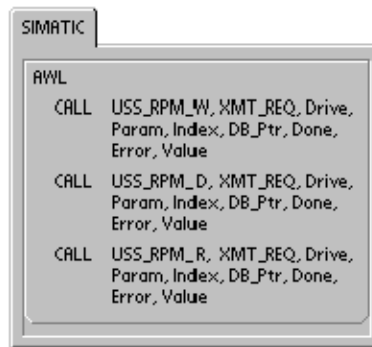 SIMATIC
AWL
CALL USS_RPM_W, XMT_REQ, Drive,
Param, Index, DB_Ptr, Done,
Error, Value
CALL USS_RPM_D, XMT_REQ, Drive,
Param, Index, DB_Ptr, Done,
Error, Value
CALL USS_RPM_R, XMT_REQ, Drive,
Param, Index, DB_Ptr, Done,
Error, Value